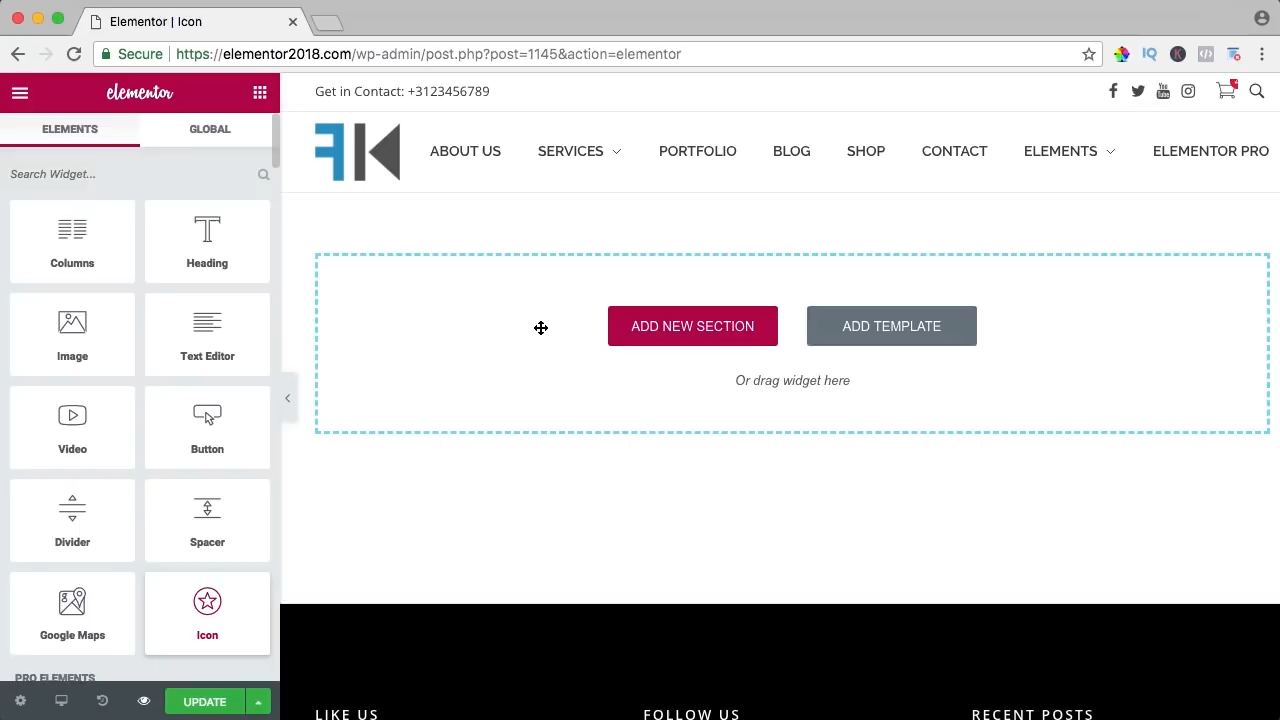 Elementor | Icon
Secure
https://elementor2018.com/wp-admin/post.php?post=1145&action=elementor
elementor
ELEMENTS
GLOBAL
Search Widget...
Columns
Heading
Image
Text Editor
Video
Button
Divider
Spacer
Google Maps
Icon
PRO ELEMENTS
UPDATE
Get in Contact: +3123456789
FK
ABOUT US
SERVICES
PORTFOLIO
BLOG
SHOP
CONTACT
ELEMENTS
ELEMENTOR PRO
ADD NEW SECTION
ADD TEMPLATE
Or drag widget here
LIKE US
FOLLOW US
RECENT POSTS